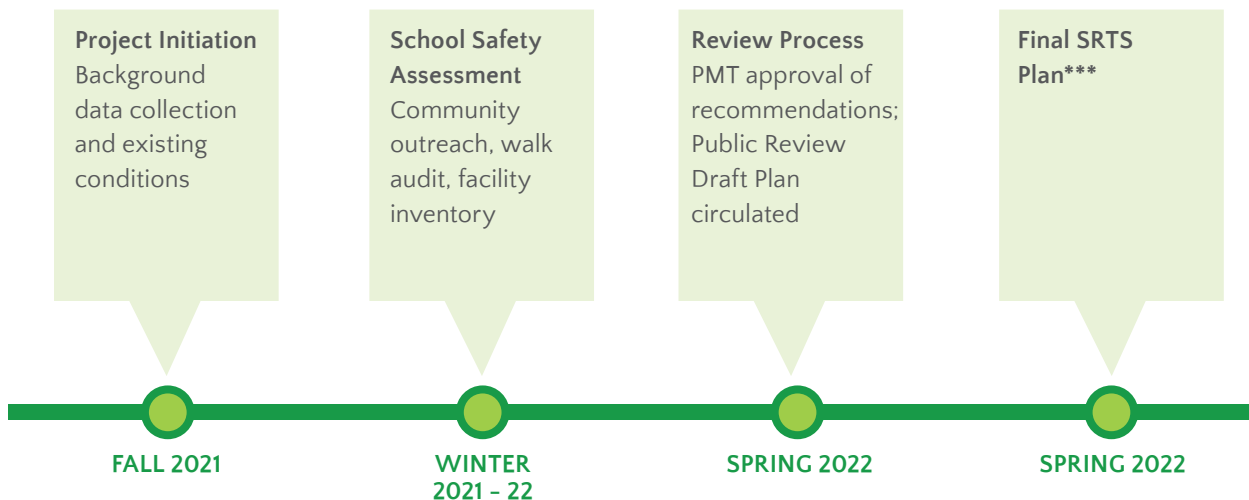 Project Initiation
Background
data collection
and existing
conditions
School Safety
Assessment
Community
outreach, walk
audit, facility
inventory
Review Process
PMT approval of
recommendations;
Public Review
Draft Plan
circulated
Final SRTS
Plan***
FALL 2021
WINTER
2021 - 22
SPRING 2022
SPRING 2022